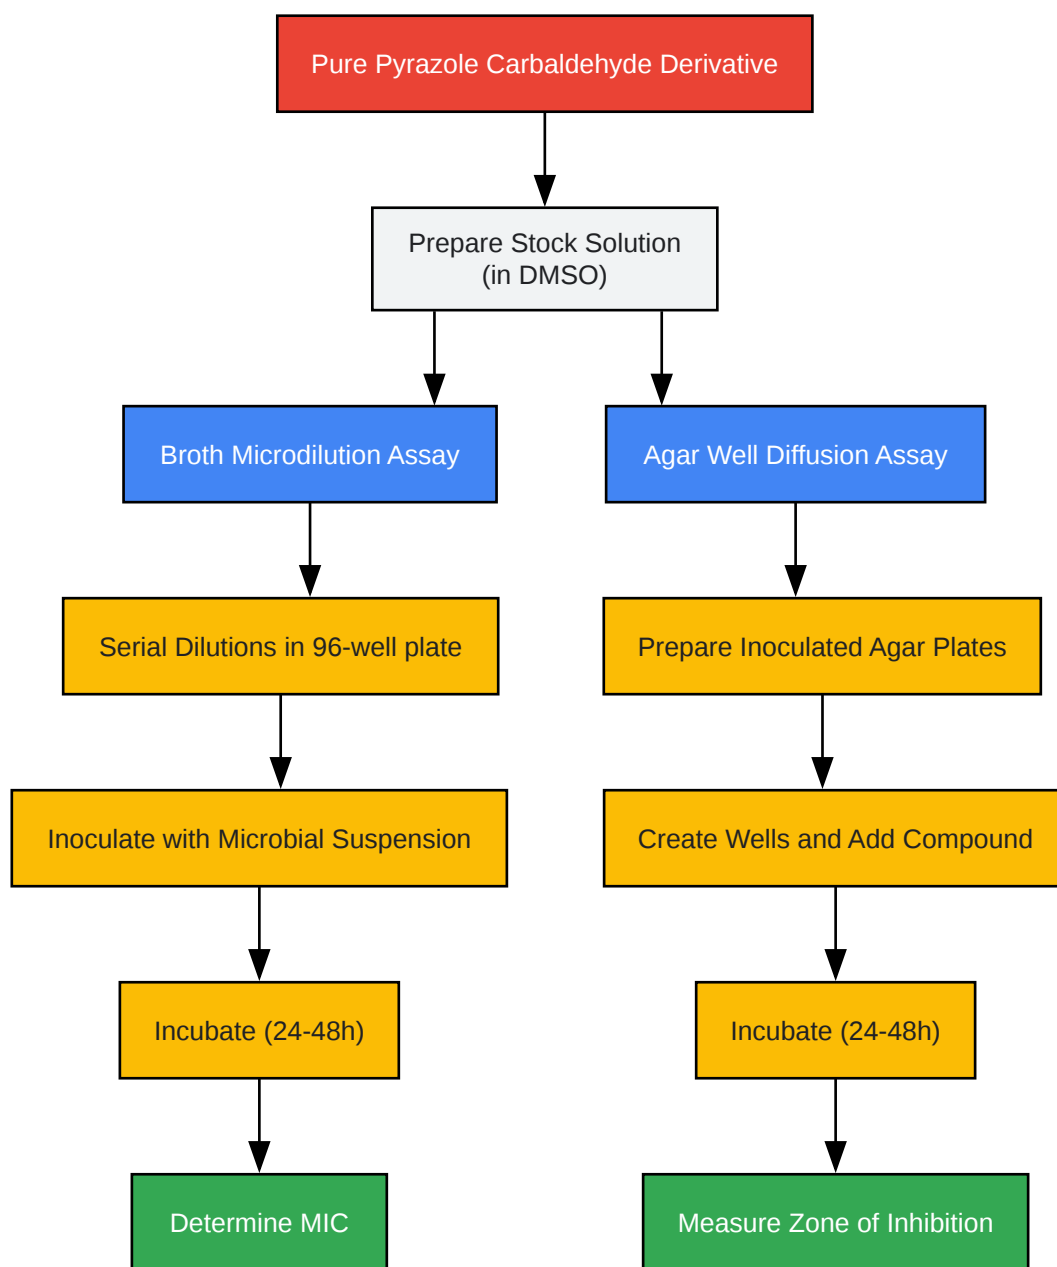 Pure Pyrazole Carbaldehyde Derivative
Prepare Stock Solution
(in DMSO)
Broth Microdilution Assay
Agar Well Diffusion Assay
Serial Dilutions in 96-well plate
Prepare Inoculated Agar Plates
Inoculate with Microbial Suspension
Create Wells and Add Compound
Incubate (24-48h)
Incubate (24-48h)
Determine MIC
Measure Zone of Inhibition